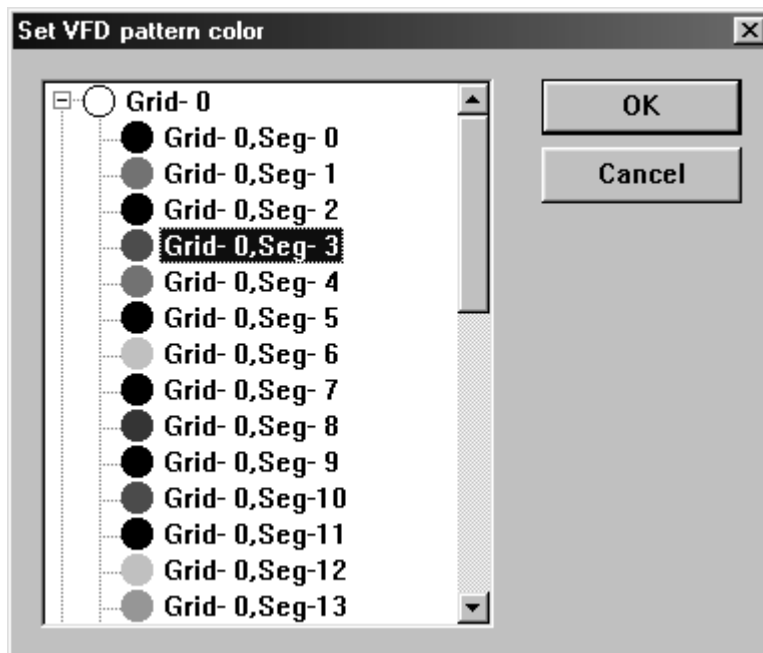 Set VFD pattern color
Grid- 0
Grid- 0,Seg- 0
Grid- 0,Seg- 1
Grid- 0,Seg- 2
Grid- 0,Seg- 3
Grid- 0,Seg- 4
Grid- 0,Seg- 5
Grid- 0,Seg- 6
Grid- 0,Seg- 7
Grid- 0,Seg- 8
Grid- 0,Seg- 9
Grid- 0,Seg-10
Grid- 0,Seg-11
Grid- 0,Seg-12
Grid- 0,Seg-13
OK
Cancel